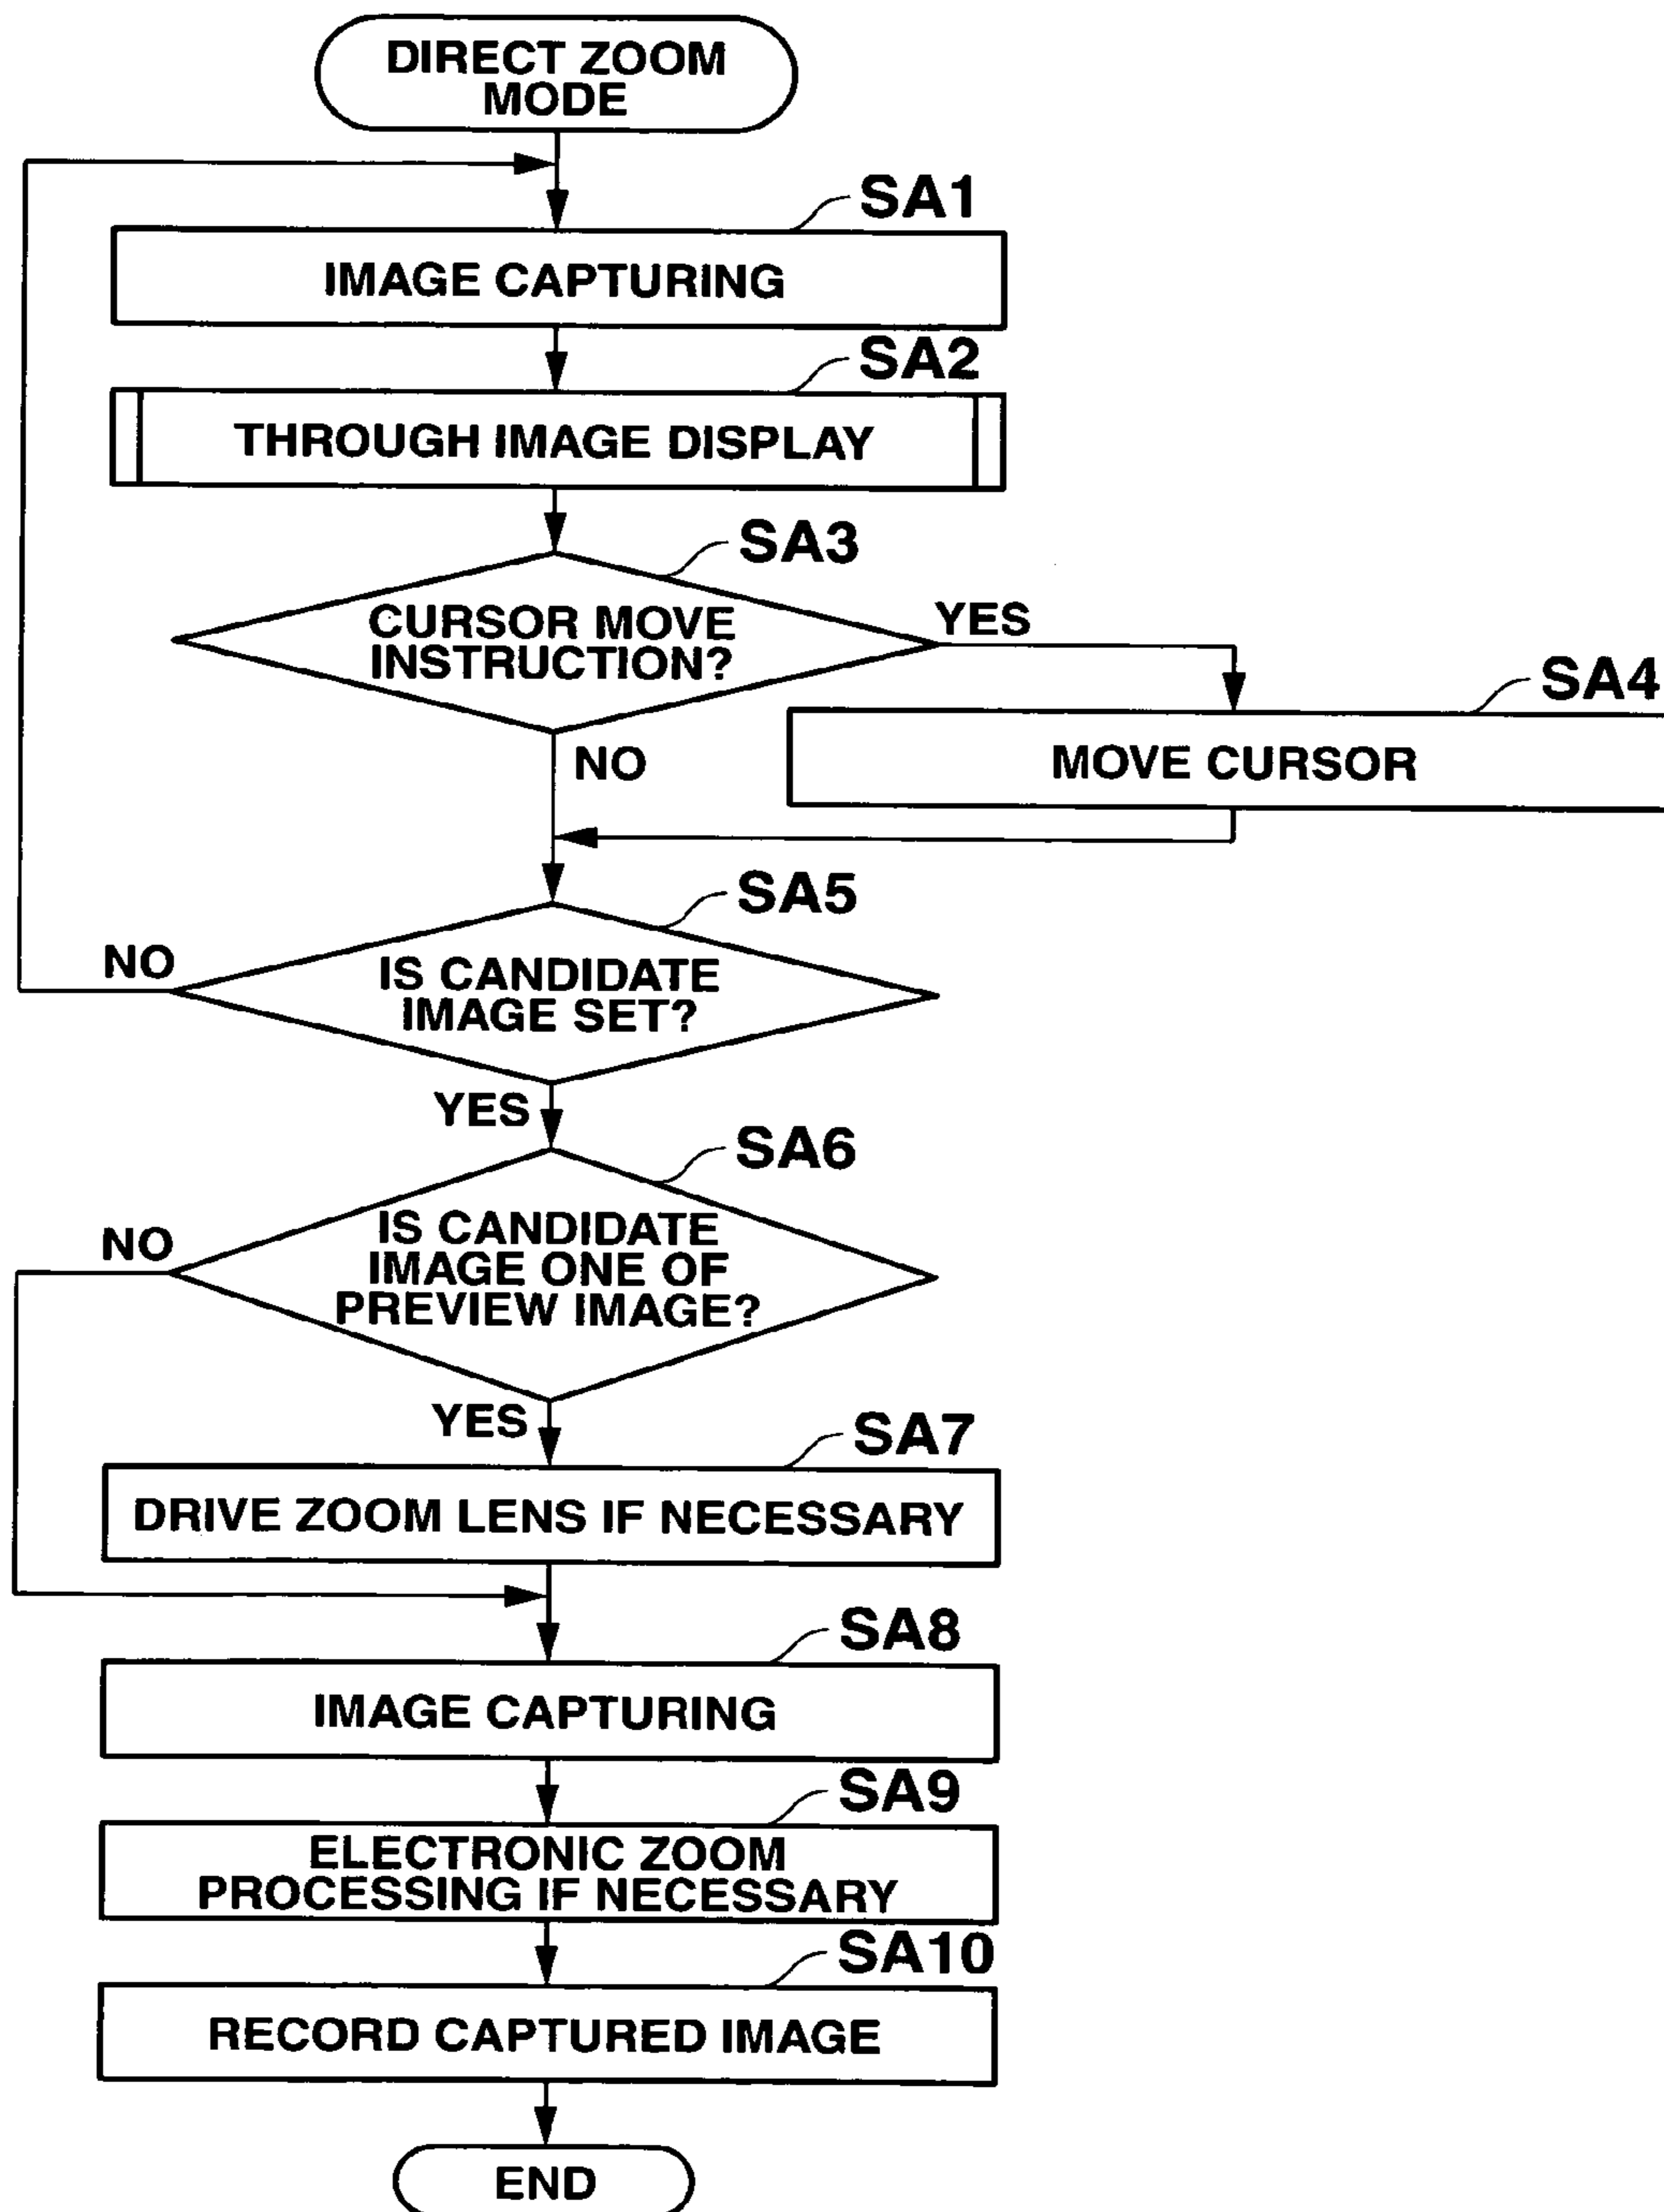 DIRECT ZOOM
MODE
SA1
IMAGE CAPTURING
SA2
THROUGH IMAGE DISPLAY
SA3
CURSOR MOVE
INSTRUCTION?
YES
SA4
MOVE CURSOR
NO
SA5
NO
IS CANDIDATE
IMAGE SET?
YES
SA6
NO
IS CANDIDATE
IMAGE ONE OF
PREVIEW IMAGE?
YES
SA7
DRIVE ZOOM LENS IF NECESSARY
SA8
IMAGE CAPTURING
SA9
ELECTRONIC ZOOM
PROCESSING IF NECESSARY
SA10
RECORD CAPTURED IMAGE
END